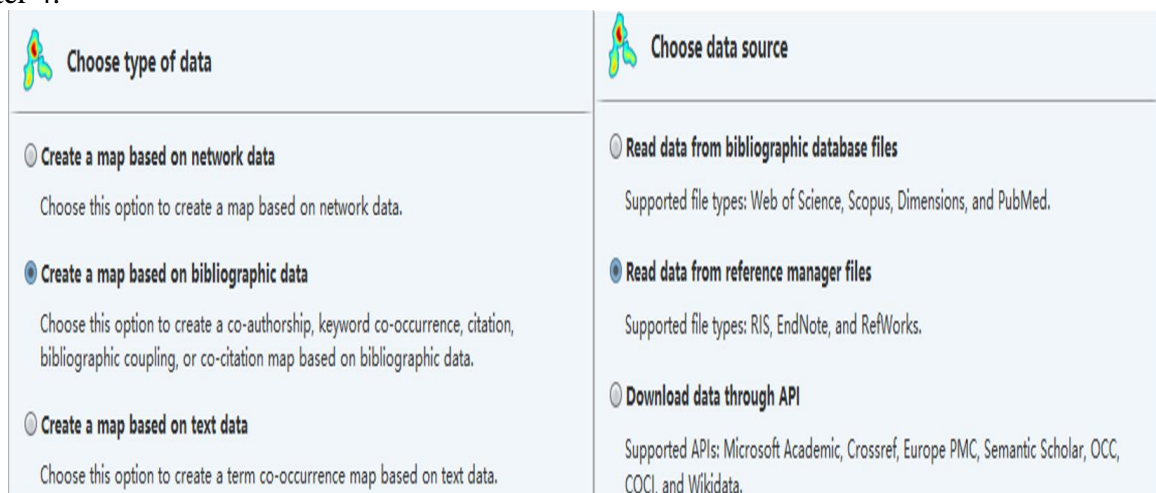 Choose type of data
Create a map based on network data
Choose this option to create a map based on network data.
Create a map based on bibliographic data
Choose this option to create a co-authorship, keyword co-occurrence, citation,
bibliographic coupling, or co-citation map based on bibliographic data.
Create a map based on text data
Choose this option to create a term co-occurrence map based on text data.
Choose data source
Read data from bibliographic database files
Supported file types: Web of Science, Scopus, Dimensions, and PubMed.
Read data from reference manager files
Supported file types: RIS, EndNote, and RefWorks.
Download data through API
Supported APIs: Microsoft Academic, Crossref, Europe PMC, Semantic Scholar, OCC,
COCI, and Wikidata.